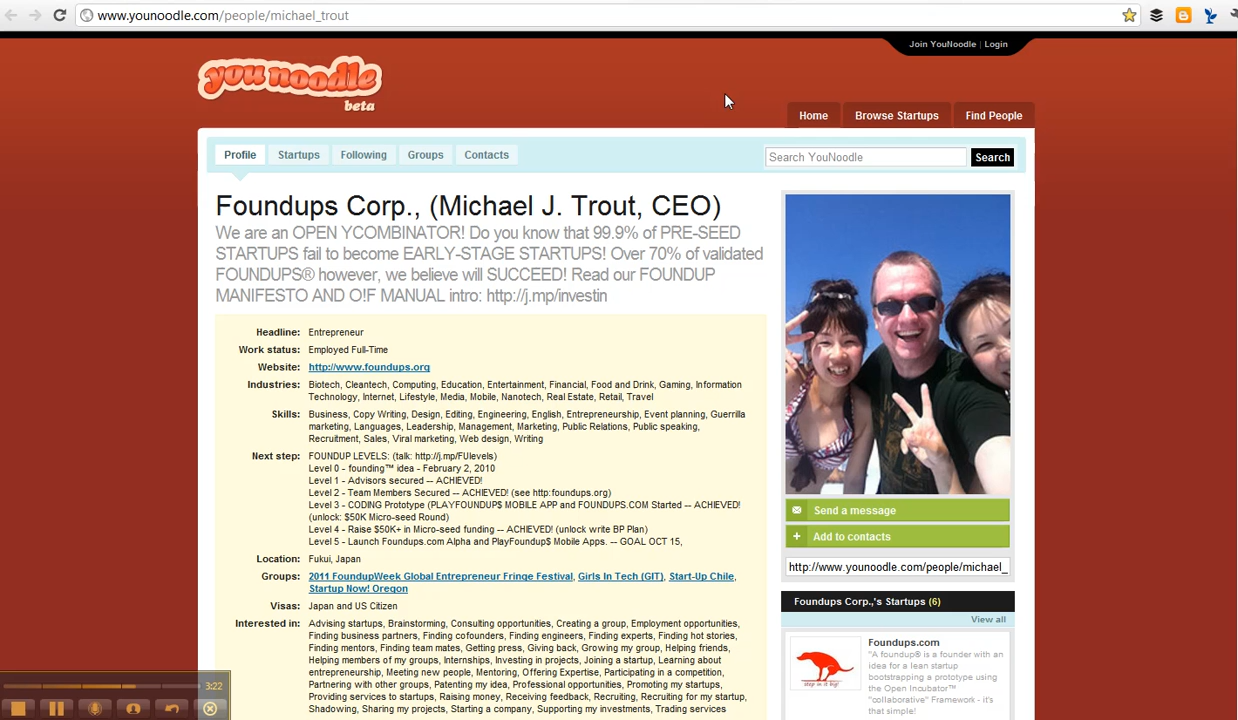 www.younoodle.com/people/michael_trout
Join YouNoodle | Login
you noodle
beta
Home Browse Startups Find People
Profile Startups Following Groups Contacts
Search YouNoodle Search
Foundups Corp., (Michael J. Trout, CEO)
We are an OPEN YCOMBINATOR! Do you know that 99.9% of PRE-SEED
STARTUPS fail to become EARLY-STAGE STARTUPS! Over 70% of validated
FOUNDUPS® however, we believe will SUCCEED! Read our FOUNDUP
MANIFESTO AND O!F MANUAL intro: http://j.mp/investin
Headline: Entrepreneur
Work status: Employed Full-Time
Website: http://www.foundups.org
Industries: Biotech, Cleantech, Computing, Education, Entertainment, Financial, Food and Drink, Gaming, Information
Technology, Internet, Lifestyle, Media, Mobile, Nanotech, Real Estate, Retail, Travel
Skills: Business, Copy Writing, Design, Editing, Engineering, English, Entrepreneurship, Event planning, Guerrilla
marketing, Languages, Leadership, Management, Marketing, Public Relations, Public speaking,
Recruitment, Sales, Viral marketing, Web design, Writing
Next step: FOUNDUP LEVELS: (talk: http://j.mp/FUlevels)
Level 0 - founding™ idea - February 2, 2010
Level 1 - Advisors secured -- ACHIEVED!
Level 2 - Team Members Secured -- ACHIEVED! (see http:foundups.org)
Level 3 - CODING Prototype (PLAYFOUNDUP$ MOBILE APP and FOUNDUPS.COM Started -- ACHIEVED!
(unlock: $50K Micro-seed Round)
Level 4 - Raise $50K+ in Micro-seed funding -- ACHIEVED! (unlock write BP Plan)
Level 5 - Launch Foundups.com Alpha and PlayFoundup$ Mobile Apps. -- GOAL OCT 15,
Location: Fukui, Japan
Groups: 2011 FoundupWeek Global Entrepreneur Fringe Festival, Girls In Tech (GIT), Start-Up Chile,
Startup Now! Oregon
Visas: Japan and US Citizen
Interested in: Advising startups, Brainstorming, Consulting opportunities, Creating a group, Employment opportunities,
Finding business partners, Finding cofounders, Finding engineers, Finding experts, Finding hot stories,
Finding mentors, Finding team mates, Getting press, Giving back, Growing my group, Helping friends,
Helping members of my groups, Internships, Investing in projects, Joining a startup, Learning about
entrepreneurship, Meeting new people, Mentoring, Offering Expertise, Participating in a competition,
Partnering with other groups, Patenting my idea, Professional opportunities, Promoting my startups,
Providing services to startups, Raising money, Receiving feedback, Recruiting, Recruiting for my startup,
Shadowing, Sharing my projects, Starting a company, Supporting my investments, Trading services
Send a message
Add to contacts
http://www.younoodle.com/people/michael_
Foundups Corp.,'s Startups (6)
View all
Foundups.com
"A foundup® is a founder with an
idea for a lean startup
bootstrapping a prototype using
the Open Incubator™
"collaborative" Framework - it's
that simple!
step in it big!
3:22